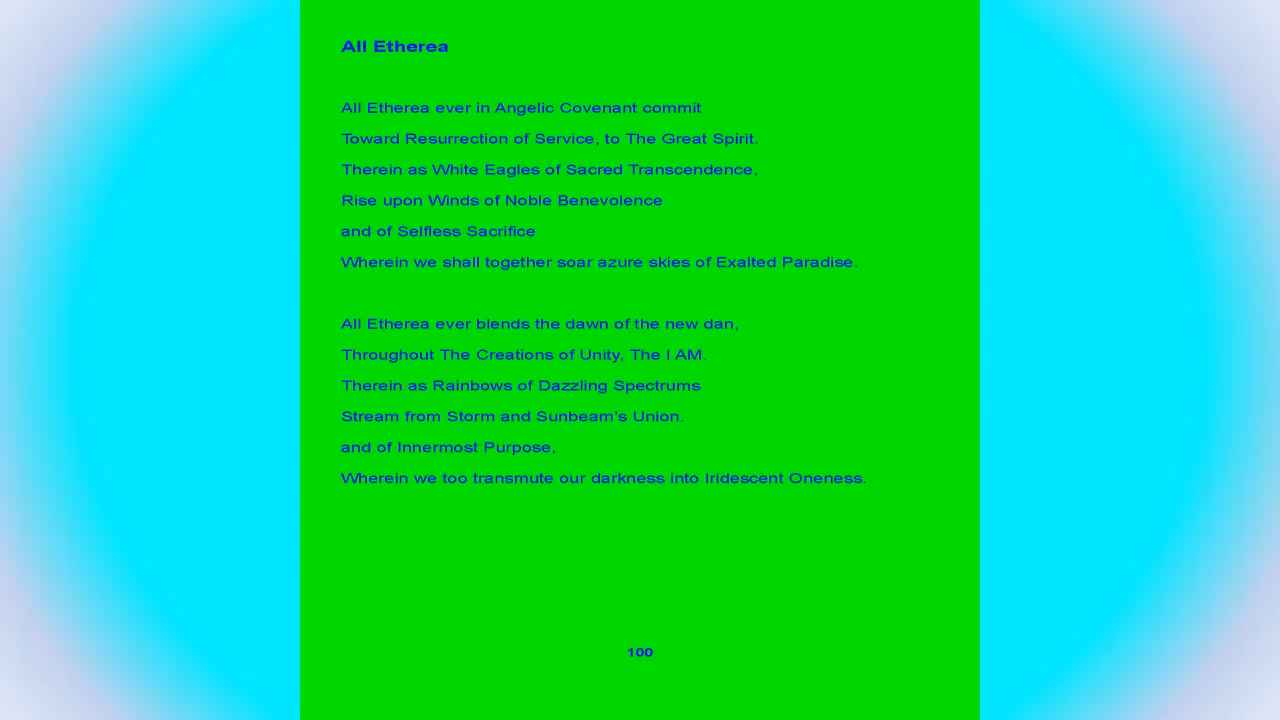 All Etherea
All Etherea ever in Angelic Covenant commit
Toward Resurrection of Service, to The Great Spirit.
Therein as White Eagles of Sacred Transcendence,
Rise upon Winds of Noble Benevolence
and of Selfless Sacrifice
Wherein we shall together soar azure skies of Exalted Paradise.
All Etherea ever blends the dawn of the new dan,
Throughout The Creations of Unity, The I AM.
Therein as Rainbows of Dazzling Spectrums
Stream from Storm and Sunbeam's Union.
and of Innermost Purpose,
Wherein we too transmute our darkness into Iridescent Oneness.
100